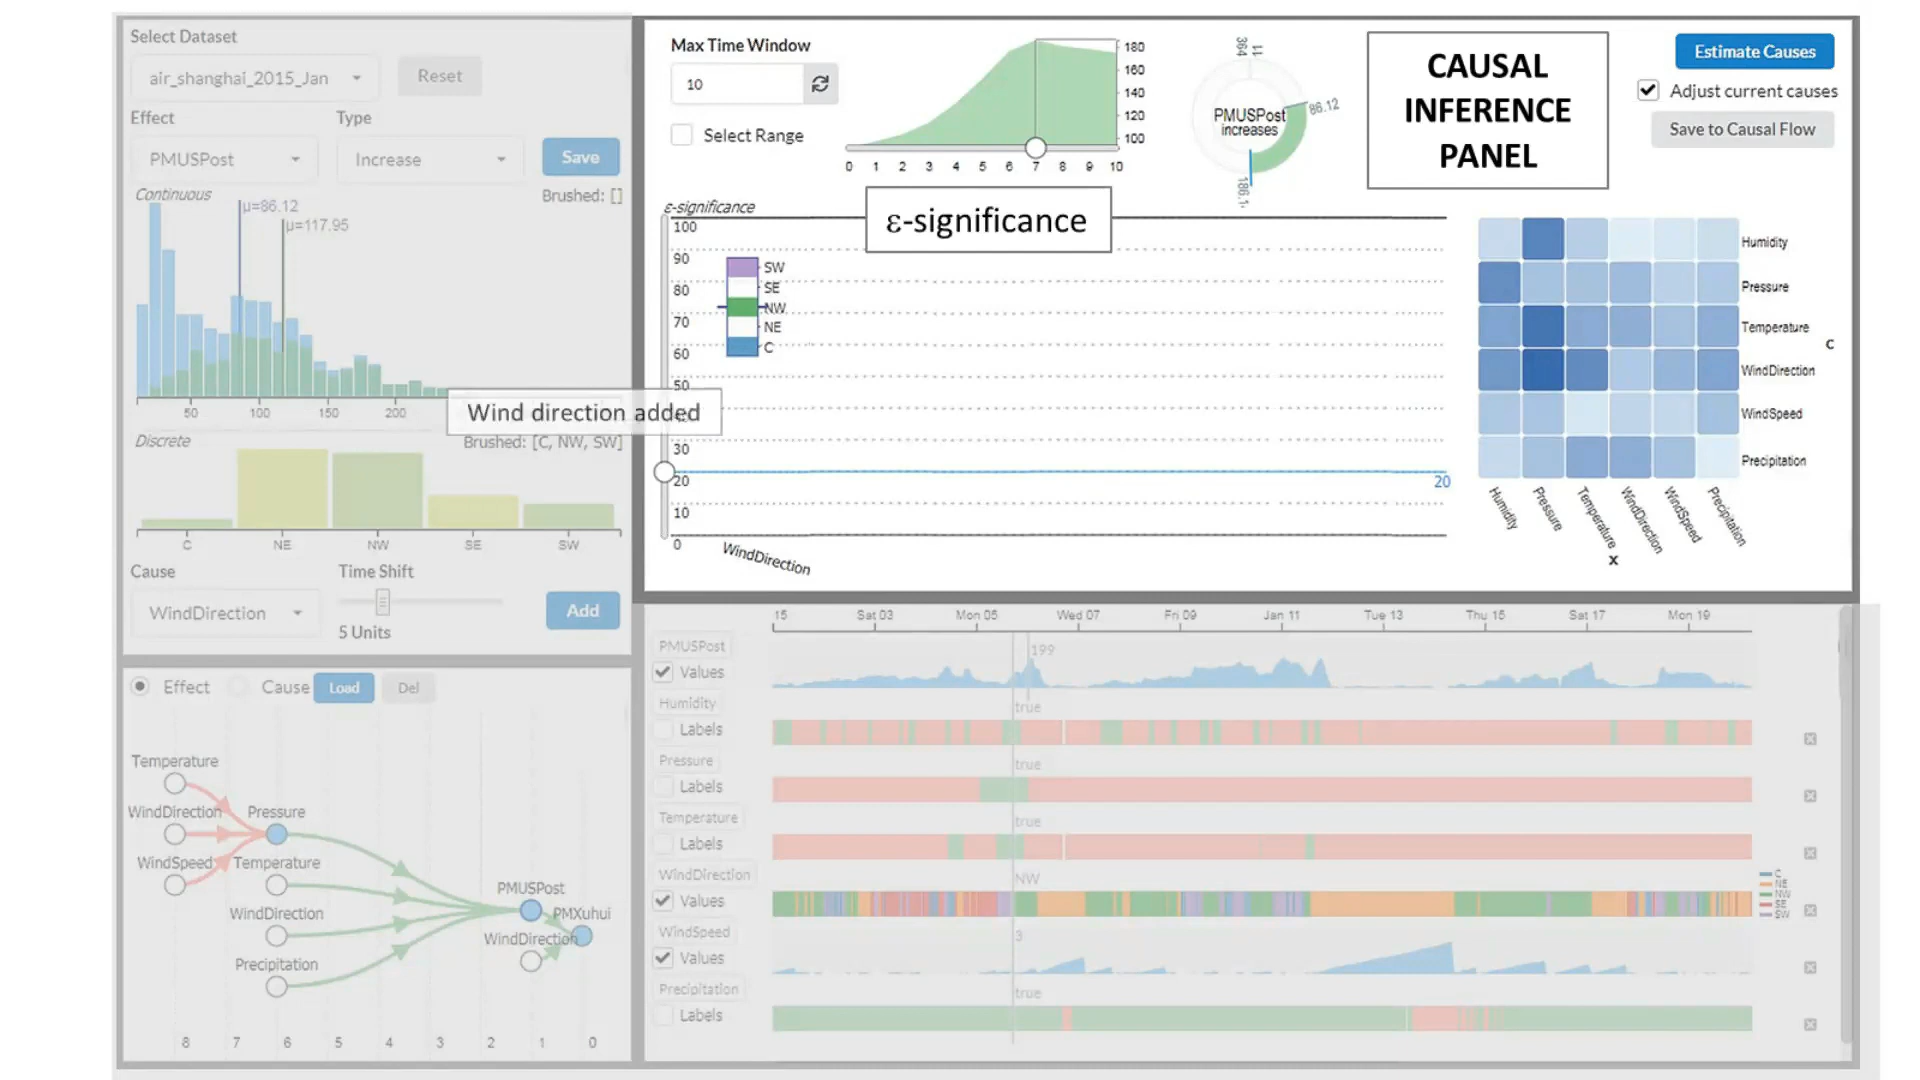 Select Dataset
air_shanghai_2015_Jan
Reset
Effect
Type
PMUSPost
Increase
Save
Continuous
Brushed: []
μ=86.12
μ=117.95
50 100 150 200
Wind direction added
Discrete
Brushed: [C, NW, SW]
C NE NW SE SW
Cause
Time Shift
WindDirection
5 Units
Add
Effect
Cause
Load
Del
Temperature
WindDirection
Pressure
WindSpeed
Temperature
PMUSPost
WindDirection
PMXuhui
WindDirection
Precipitation
8 7 6 5 4 3 2 1 0
Max Time Window
10
Select Range
180
160
140
120
100
0 1 2 3 4 5 6 7 8 9 10
364
11
86.12
PMUSPost
increases
CAUSAL
INFERENCE
PANEL
Estimate Causes
Adjust current causes
Save to Causal Flow
ε-significance
ε-significance
100
90
80
70
60
50
30
20
10
0
SW
SE
NW
NE
C
20
WindDirection
Humidity
Pressure
Temperature
WindDirection
WindSpeed
Precipitation
C
Humidity
Pressure
Temperature
WindDirection
WindSpeed
Precipitation
X
15 Sat 03 Mon 05 Wed 07 Fri 09 Jan 11 Tue 13 Thu 15 Sat 17 Mon 19
PMUSPost
199
Values
Humidity
true
Labels
Pressure
true
Labels
Temperature
true
Labels
WindDirection
NW
Values
C
NE
NW
SE
SW
WindSpeed
3
Values
Precipitation
true
Labels